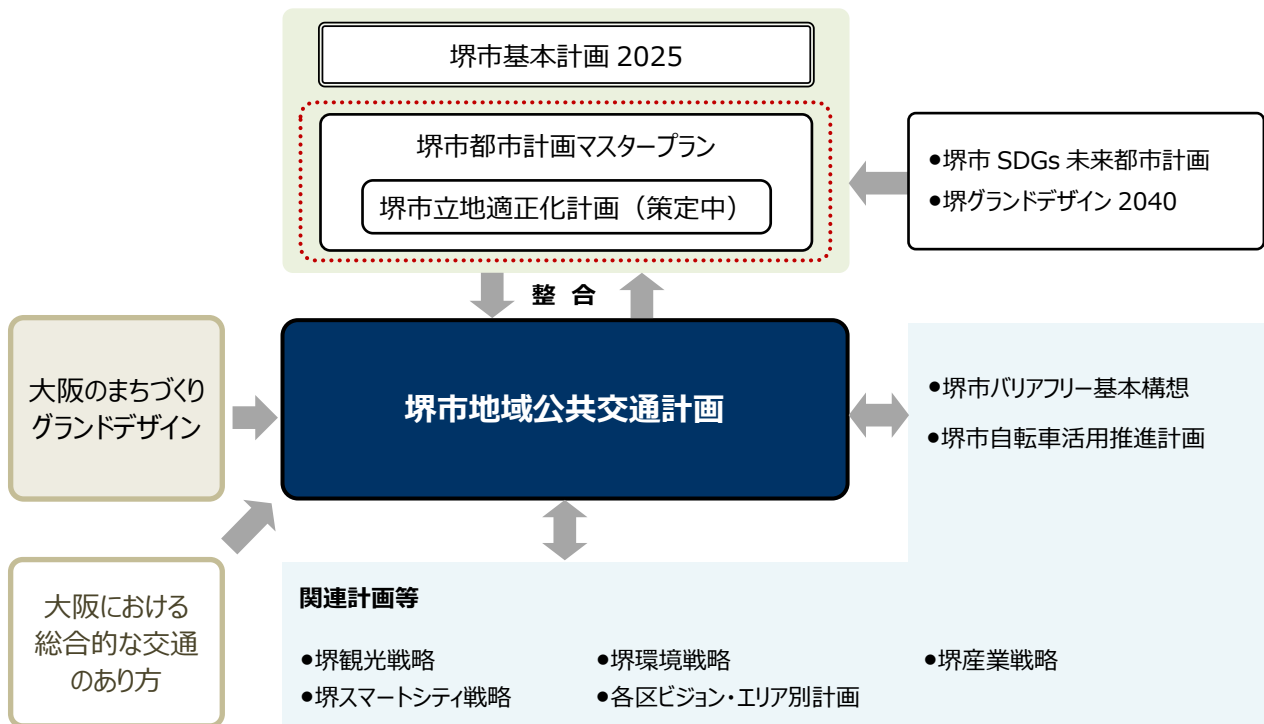 堺市基本計画 2025
堺市都市計画マスタープラン
堺市立地適正化計画（策定中）
●堺市 SDGs 未来都市計画
●堺グランドデザイン 2040
整 合
大阪のまちづくり
グランドデザイン
堺市地域公共交通計画
●堺市バリアフリー基本構想
●堺市自転車活用推進計画
大阪における
総合的な交通
のあり方
関連計画等
●堺観光戦略
●堺環境戦略
●堺産業戦略
●堺スマートシティ戦略
●各区ビジョン・エリア別計画